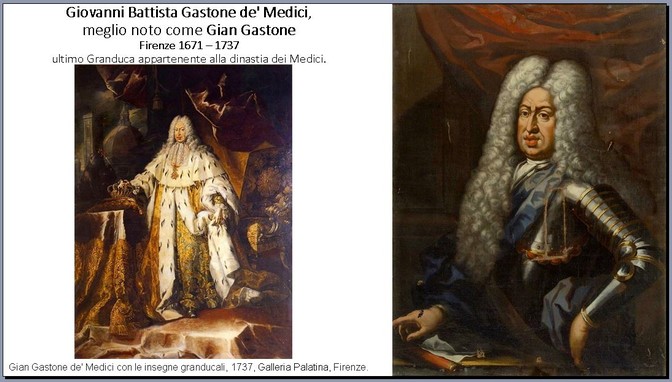 Giovanni Battista Gastone de' Medici,
meglio noto come Gian Gastone
Firenze 1671 – 1737
ultimo Granduca appartenente alla dinastia dei Medici.
Gian Gastone de' Medici con le insegne granducali, 1737, Galleria Palatina, Firenze.